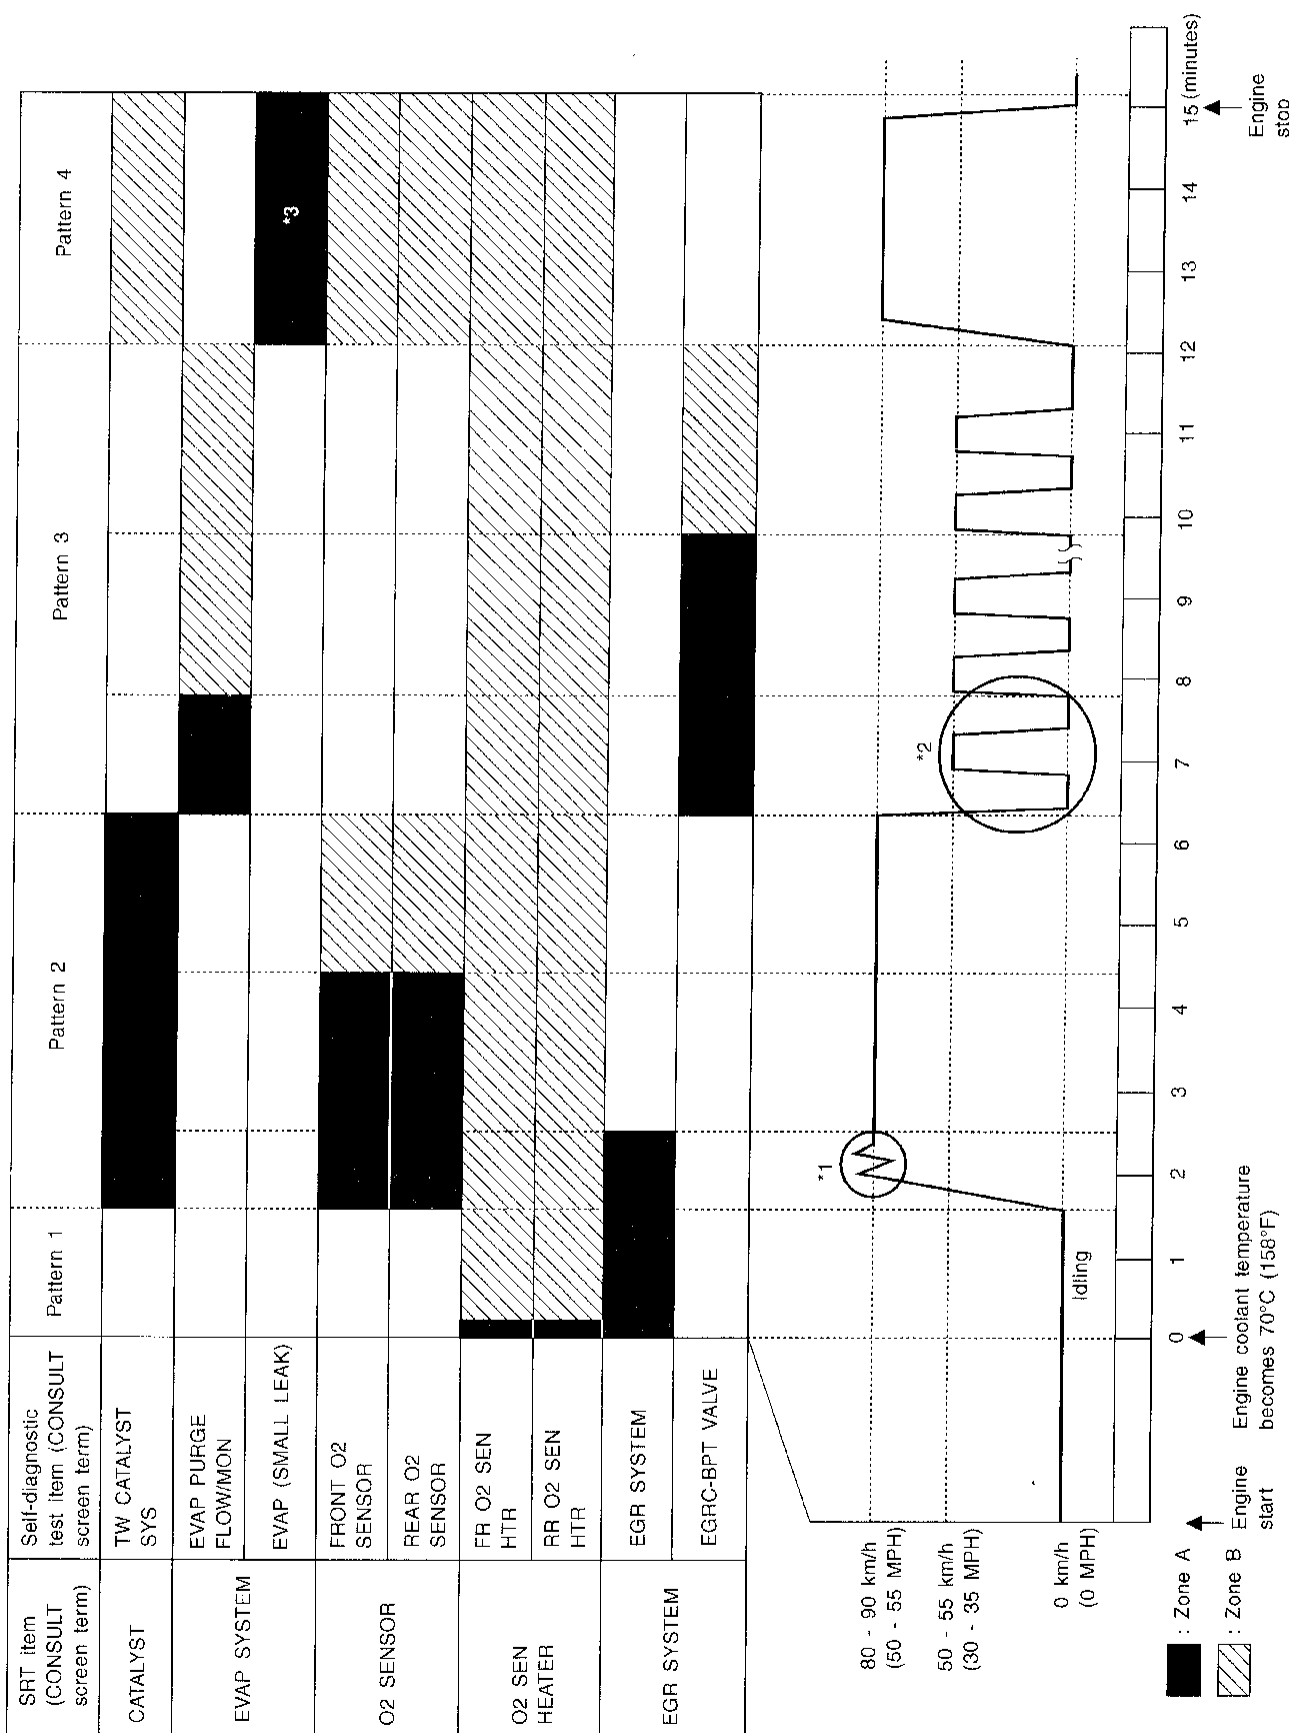 SRT item
(CONSULT
screen term)
Self-diagnostic
test item (CONSULT
screen term)
Pattern 1
Pattern 2
Pattern 3
Pattern 4
CATALYST
TW CATALYST
SYS
EVAP SYSTEM
EVAP PURGE
FLOW/MON
EVAP (SMALL LEAK)
*3
O2 SENSOR
FRONT O2
SENSOR
REAR O2
SENSOR
O2 SEN
HEATER
FR O2 SEN
HTR
RR O2 SEN
HTR
EGR SYSTEM
EGR SYSTEM
EGRC-BPT VALVE
80 - 90 km/h
(50 - 55 MPH)
50 - 55 km/h
(30 - 35 MPH)
0 km/h
(0 MPH)
*1
*2
Idling
0 1 2 3 4 5 6 7 8 9 10 11 12 13 14 15 (minutes)
Engine
start
Engine coolant temperature
becomes 70°C (158°F)
Engine
stop
: Zone A
: Zone B